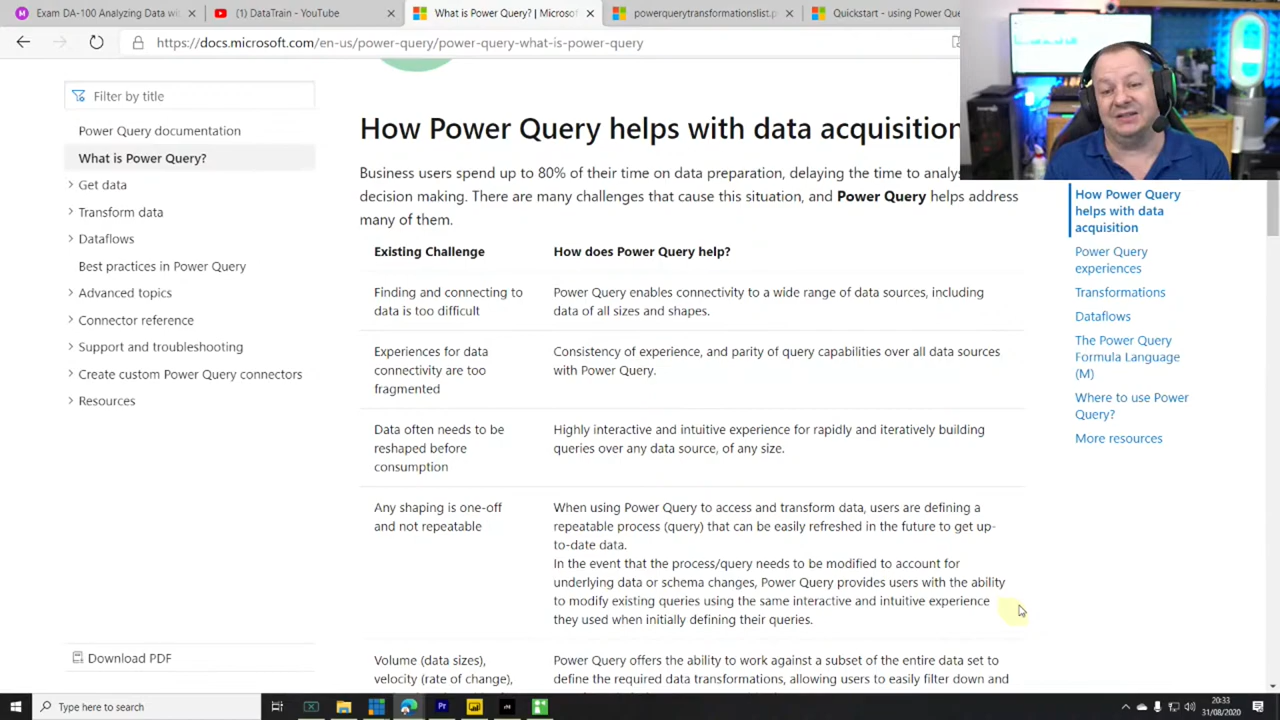 Exam DA-100 Analyzing Data wi
(1) DataTrain - YouTube
What is Power Query? | Microsof
powerquerytransformationslist.p
Quickstart - using Power Qu
https://docs.microsoft.com/en-us/power-query/power-query-what-is-power-query
Filter by title
Power Query documentation
What is Power Query?
Get data
Transform data
Dataflows
Best practices in Power Query
Advanced topics
Connector reference
Support and troubleshooting
Create custom Power Query connectors
Resources
Download PDF
How Power Query helps with data acquisition
Business users spend up to 80% of their time on data preparation, delaying the time to analys
decision making. There are many challenges that cause this situation, and Power Query helps address
many of them.
Existing Challenge
How does Power Query help?
Finding and connecting to
data is too difficult
Power Query enables connectivity to a wide range of data sources, including
data of all sizes and shapes.
Experiences for data
connectivity are too
fragmented
Consistency of experience, and parity of query capabilities over all data sources
with Power Query.
Data often needs to be
reshaped before
consumption
Highly interactive and intuitive experience for rapidly and iteratively building
queries over any data source, of any size.
Any shaping is one-off
and not repeatable
When using Power Query to access and transform data, users are defining a
repeatable process (query) that can be easily refreshed in the future to get up-
to-date data.
In the event that the process/query needs to be modified to account for
underlying data or schema changes, Power Query provides users with the ability
to modify existing queries using the same interactive and intuitive experience
they used when initially defining their queries.
Volume (data sizes),
velocity (rate of change),
Power Query offers the ability to work against a subset of the entire data set to
define the required data transformations, allowing users to easily filter down and
How Power Query
helps with data
acquisition
Power Query
experiences
Transformations
Dataflows
The Power Query
Formula Language
(M)
Where to use Power
Query?
More resources
Type here to search
20:33
31/08/2020